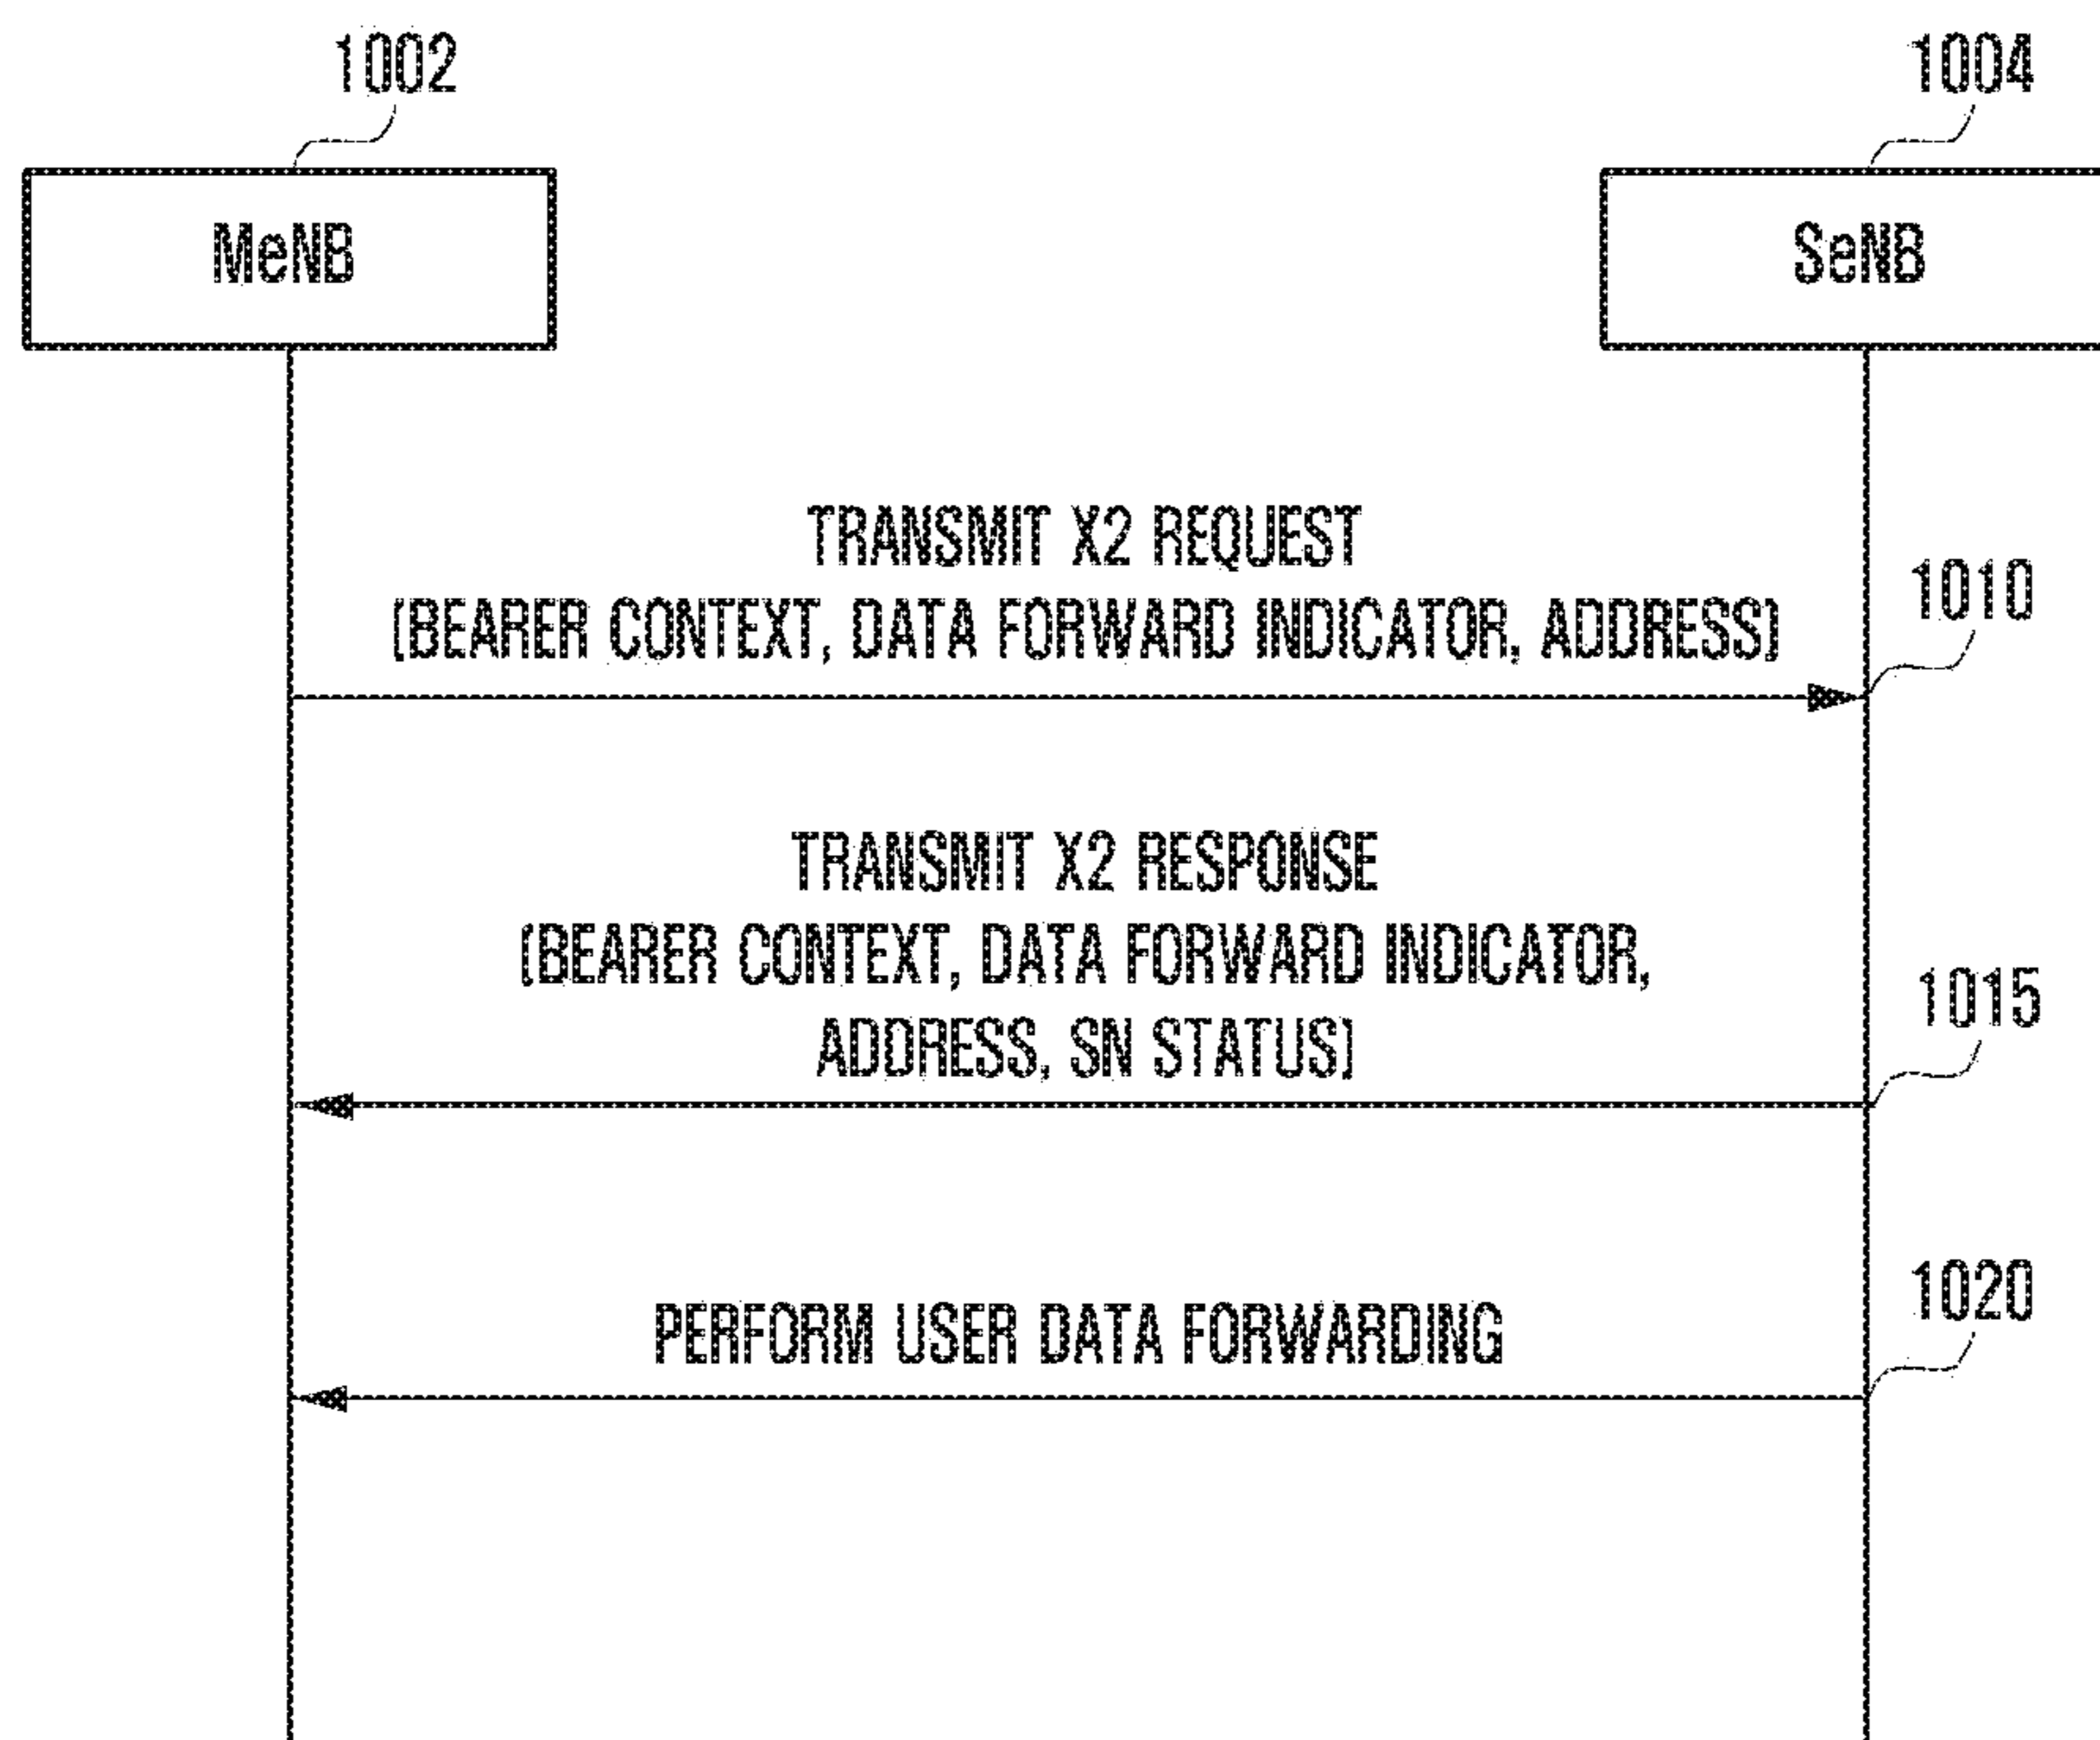 1002
1004
MeNB
SeNB
TRANSMIT X2 REQUEST
(BEARER CONTEXT, DATA FORWARD INDICATOR, ADDRESS)
1010
TRANSMIT X2 RESPONSE
(BEARER CONTEXT, DATA FORWARD INDICATOR,
ADDRESS, SN STATUS)
1015
PERFORM USER DATA FORWARDING
1020